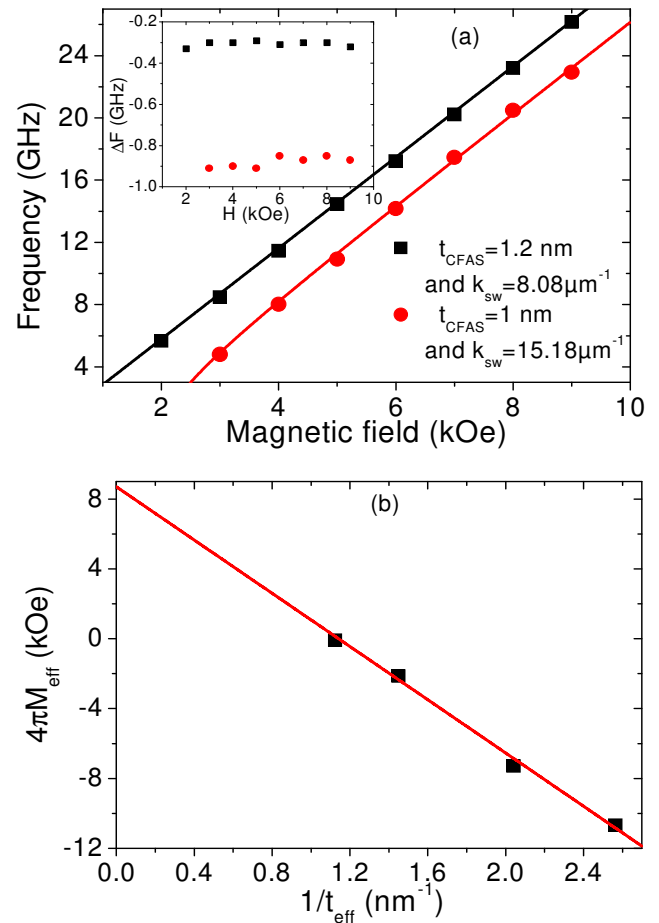 (a)
Frequency (GHz)
24
20
16
12
8
4
2
4
6
8
10
Magnetic field (kOe)
ΔF (GHz)
-0.2
-0.4
-0.6
-0.8
-1.0
2
4
6
8
10
H (kOe)
t_CFAS=1.2 nm
and k_sw=8.08μm⁻¹
t_CFAS=1 nm
and k_sw=15.18μm⁻¹
(b)
4πM_eff (kOe)
8
4
0
-4
-8
-12
0.0
0.4
0.8
1.2
1.6
2.0
2.4
1/t_eff (nm⁻¹)